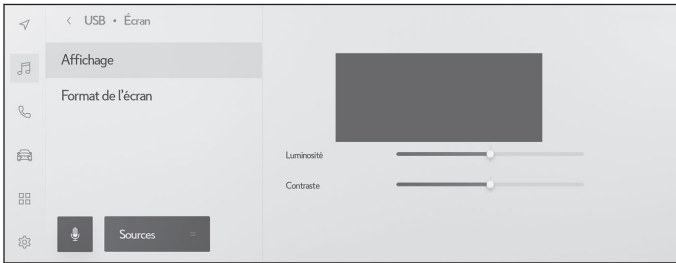 USB • Écran
Affichage
Format de l'écran
Luminosité
Contraste
Sources